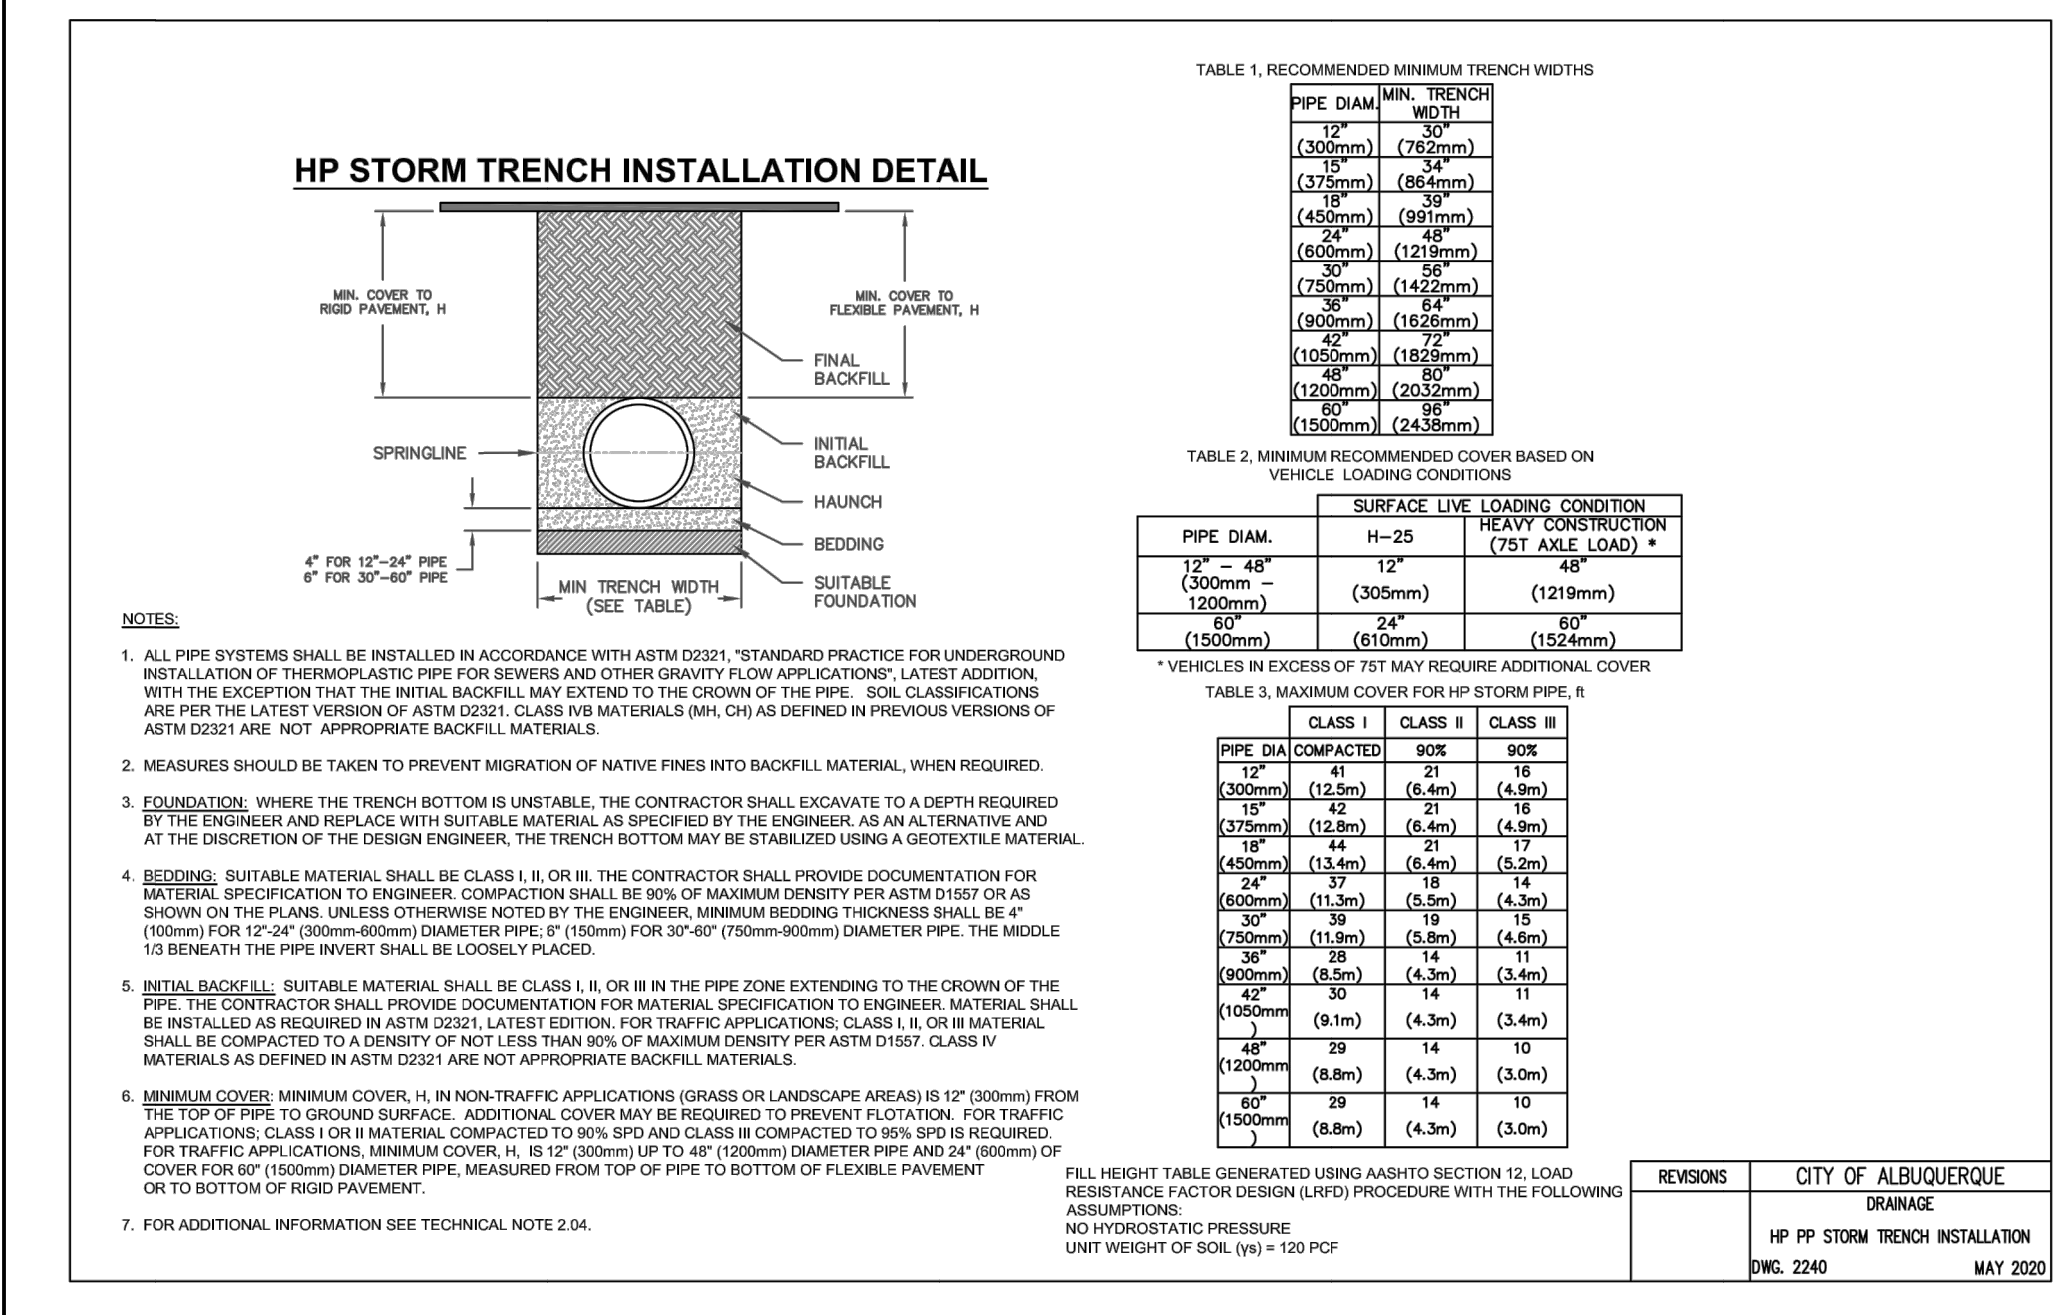 HP STORM TRENCH INSTALLATION DETAIL
MIN. COVER TO
RIGID PAVEMENT, H
MIN. COVER TO
FLEXIBLE PAVEMENT, H
FINAL
BACKFILL
SPRINGLINE
INITIAL
BACKFILL
HAUNCH
BEDDING
4" FOR 12"-24" PIPE
6" FOR 30"-60" PIPE
MIN TRENCH WIDTH
(SEE TABLE)
SUITABLE
FOUNDATION
NOTES:
1. ALL PIPE SYSTEMS SHALL BE INSTALLED IN ACCORDANCE WITH ASTM D2321, "STANDARD PRACTICE FOR UNDERGROUND
INSTALLATION OF THERMOPLASTIC PIPE FOR SEWERS AND OTHER GRAVITY FLOW APPLICATIONS", LATEST ADDITION,
WITH THE EXCEPTION THAT THE INITIAL BACKFILL MAY EXTEND TO THE CROWN OF THE PIPE. SOIL CLASSIFICATIONS
ARE PER THE LATEST VERSION OF ASTM D2321. CLASS IVB MATERIALS (MH, CH) AS DEFINED IN PREVIOUS VERSIONS OF
ASTM D2321 ARE NOT APPROPRIATE BACKFILL MATERIALS.
2. MEASURES SHOULD BE TAKEN TO PREVENT MIGRATION OF NATIVE FINES INTO BACKFILL MATERIAL, WHEN REQUIRED.
3. FOUNDATION: WHERE THE TRENCH BOTTOM IS UNSTABLE, THE CONTRACTOR SHALL EXCAVATE TO A DEPTH REQUIRED
BY THE ENGINEER AND REPLACE WITH SUITABLE MATERIAL AS SPECIFIED BY THE ENGINEER. AS AN ALTERNATIVE AND
AT THE DISCRETION OF THE DESIGN ENGINEER, THE TRENCH BOTTOM MAY BE STABILIZED USING A GEOTEXTILE MATERIAL.
4. BEDDING: SUITABLE MATERIAL SHALL BE CLASS I, II, OR III. THE CONTRACTOR SHALL PROVIDE DOCUMENTATION FOR
MATERIAL SPECIFICATION TO ENGINEER. COMPACTION SHALL BE 90% OF MAXIMUM DENSITY PER ASTM D1557 OR AS
SHOWN ON THE PLANS. UNLESS OTHERWISE NOTED BY THE ENGINEER, MINIMUM BEDDING THICKNESS SHALL BE 4"
(100mm) FOR 12"-24" (300mm-600mm) DIAMETER PIPE; 6" (150mm) FOR 30"-60" (750mm-900mm) DIAMETER PIPE. THE MIDDLE
1/3 BENEATH THE PIPE INVERT SHALL BE LOOSELY PLACED.
5. INITIAL BACKFILL: SUITABLE MATERIAL SHALL BE CLASS I, II, OR III IN THE PIPE ZONE EXTENDING TO THE CROWN OF THE
PIPE. THE CONTRACTOR SHALL PROVIDE DOCUMENTATION FOR MATERIAL SPECIFICATION TO ENGINEER. MATERIAL SHALL
BE INSTALLED AS REQUIRED IN ASTM D2321, LATEST EDITION. FOR TRAFFIC APPLICATIONS; CLASS I, II, OR III MATERIAL
SHALL BE COMPACTED TO A DENSITY OF NOT LESS THAN 90% OF MAXIMUM DENSITY PER ASTM D1557. CLASS IV
MATERIALS AS DEFINED IN ASTM D2321 ARE NOT APPROPRIATE BACKFILL MATERIALS.
6. MINIMUM COVER: MINIMUM COVER, H, IN NON-TRAFFIC APPLICATIONS (GRASS OR LANDSCAPE AREAS) IS 12" (300mm) FROM
THE TOP OF PIPE TO GROUND SURFACE. ADDITIONAL COVER MAY BE REQUIRED TO PREVENT FLOTATION. FOR TRAFFIC
APPLICATIONS; CLASS I OR II MATERIAL COMPACTED TO 90% SPD AND CLASS III COMPACTED TO 95% SPD IS REQUIRED.
FOR TRAFFIC APPLICATIONS, MINIMUM COVER, H, IS 12" (300mm) UP TO 48" (1200mm) DIAMETER PIPE AND 24" (600mm) OF
COVER FOR 60" (1500mm) DIAMETER PIPE, MEASURED FROM TOP OF PIPE TO BOTTOM OF FLEXIBLE PAVEMENT
OR TO BOTTOM OF RIGID PAVEMENT.
7. FOR ADDITIONAL INFORMATION SEE TECHNICAL NOTE 2.04.
TABLE 1, RECOMMENDED MINIMUM TRENCH WIDTHS
PIPE DIAM. MIN. TRENCH
WIDTH
12" 30"
(300mm) (762mm)
15" 34"
(375mm) (864mm)
18" 39"
(450mm) (991mm)
24" 48"
(600mm) (1219mm)
30" 56"
(750mm) (1422mm)
36" 64"
(900mm) (1626mm)
42" 72"
(1050mm) (1829mm)
48" 80"
(1200mm) (2032mm)
60" 96"
(1500mm) (2438mm)
TABLE 2, MINIMUM RECOMMENDED COVER BASED ON
VEHICLE LOADING CONDITIONS
SURFACE LIVE LOADING CONDITION
PIPE DIAM. H-25 HEAVY CONSTRUCTION
(75T AXLE LOAD) *
12" - 48" 12" 48"
(300mm - (305mm) (1219mm)
1200mm)
60" 24" 60"
(1500mm) (610mm) (1524mm)
* VEHICLES IN EXCESS OF 75T MAY REQUIRE ADDITIONAL COVER
TABLE 3, MAXIMUM COVER FOR HP STORM PIPE, ft
CLASS I CLASS II CLASS III
PIPE DIA COMPACTED 90% 90%
12" 41 21 16
(300mm) (12.5m) (6.4m) (4.9m)
15" 42 21 16
(375mm) (12.8m) (6.4m) (4.9m)
18" 44 21 17
(450mm) (13.4m) (6.4m) (5.2m)
24" 37 18 14
(600mm) (11.3m) (5.5m) (4.3m)
30" 39 19 15
(750mm) (11.9m) (5.8m) (4.6m)
36" 28 14 11
(900mm) (8.5m) (4.3m) (3.4m)
42" 30 14 11
(1050mm (9.1m) (4.3m) (3.4m)
)
48" 29 14 10
(1200mm (8.8m) (4.3m) (3.0m)
)
60" 29 14 10
(1500mm (8.8m) (4.3m) (3.0m)
)
FILL HEIGHT TABLE GENERATED USING AASHTO SECTION 12, LOAD
RESISTANCE FACTOR DESIGN (LRFD) PROCEDURE WITH THE FOLLOWING
ASSUMPTIONS:
NO HYDROSTATIC PRESSURE
UNIT WEIGHT OF SOIL (γs) = 120 PCF
REVISIONS
CITY OF ALBUQUERQUE
DRAINAGE
HP PP STORM TRENCH INSTALLATION
DWG. 2240 MAY 2020